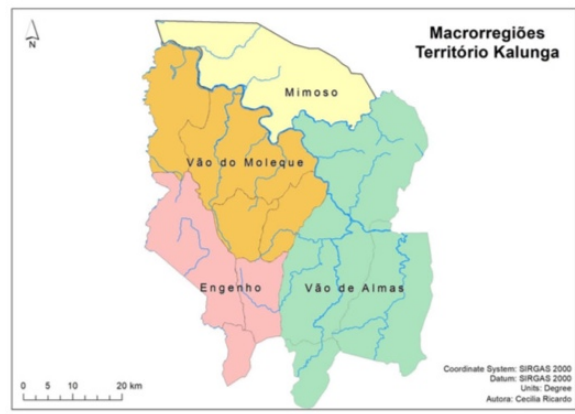 N
Macrorregiões
Território Kalunga
Mimoso
Vão do Moleque
Engenho
Vão de Almas
0 5 10 20 km
Coordinate System: SIRGAS 2000
Datum: SIRGAS 2000
Units: Degree
Autora: Cecilia Ricardo